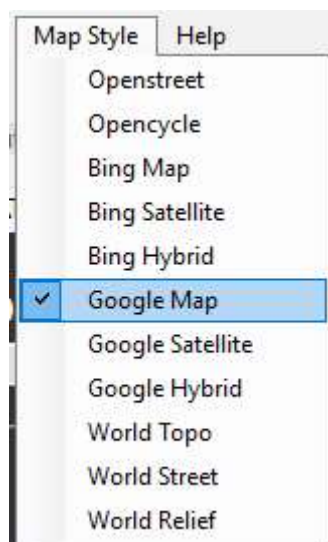 Map Style Help
Openstreet
Opencycle
Bing Map
Bing Satellite
Bing Hybrid
Google Map
Google Satellite
Google Hybrid
World Topo
World Street
World Relief